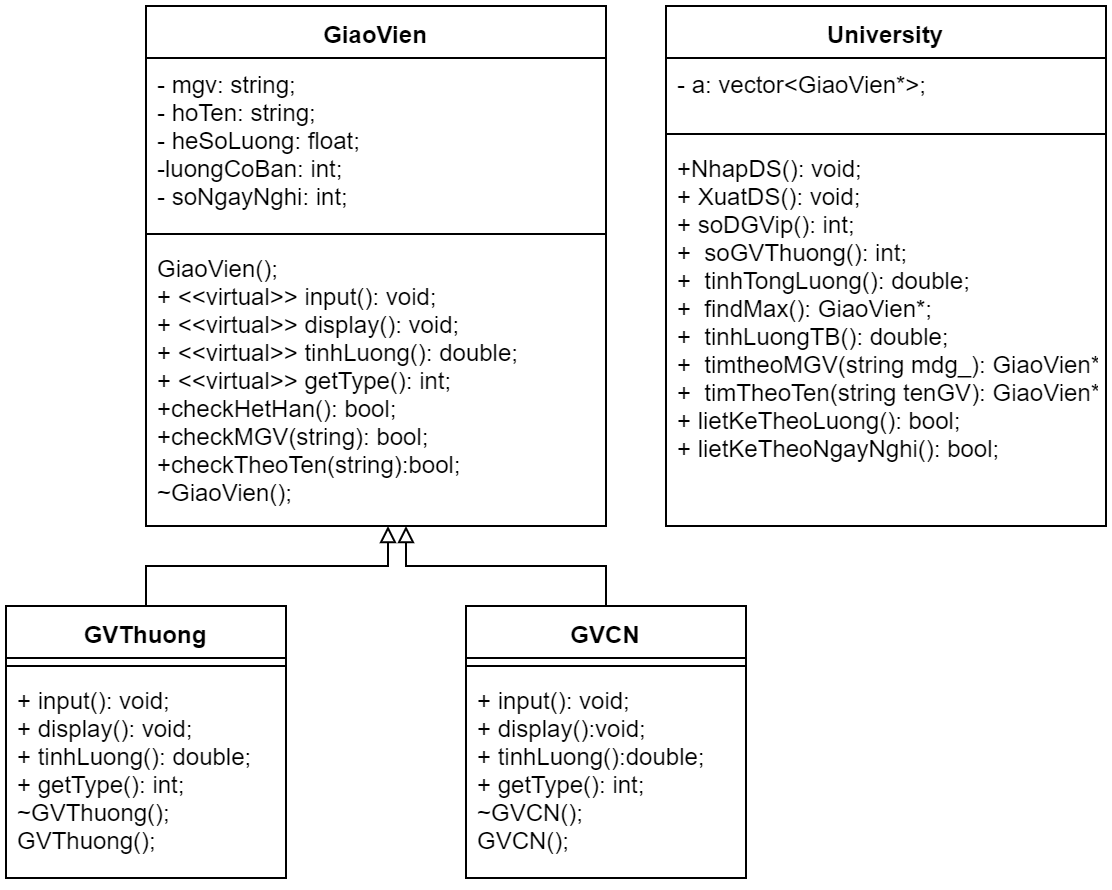 GiaoVien
- mgv: string;
- hoTen: string;
- heSoLuong: float;
-luongCoBan: int;
- soNgayNghi: int;
GiaoVien();
+ <<virtual>> input(): void;
+ <<virtual>> display(): void;
+ <<virtual>> tinhLuong(): double;
+ <<virtual>> getType(): int;
+checkHetHan(): bool;
+checkMGV(string): bool;
+checkTheoTen(string):bool;
~GiaoVien();
University
- a: vector<GiaoVien*>;
+NhapDS(): void;
+ XuatDS(): void;
+ soDGVip(): int;
+  soGVThuong(): int;
+  tinhTongLuong(): double;
+  findMax(): GiaoVien*;
+  tinhLuongTB(): double;
+  timtheoMGV(string mdg_): GiaoVien*
+  timTheoTen(string tenGV): GiaoVien*
+ lietKeTheoLuong(): bool;
+ lietKeTheoNgayNghi(): bool;
GVThuong
+ input(): void;
+ display(): void;
+ tinhLuong(): double;
+ getType(): int;
~GVThuong();
GVThuong();
GVCN
+ input(): void;
+ display():void;
+ tinhLuong():double;
+ getType(): int;
~GVCN();
GVCN();